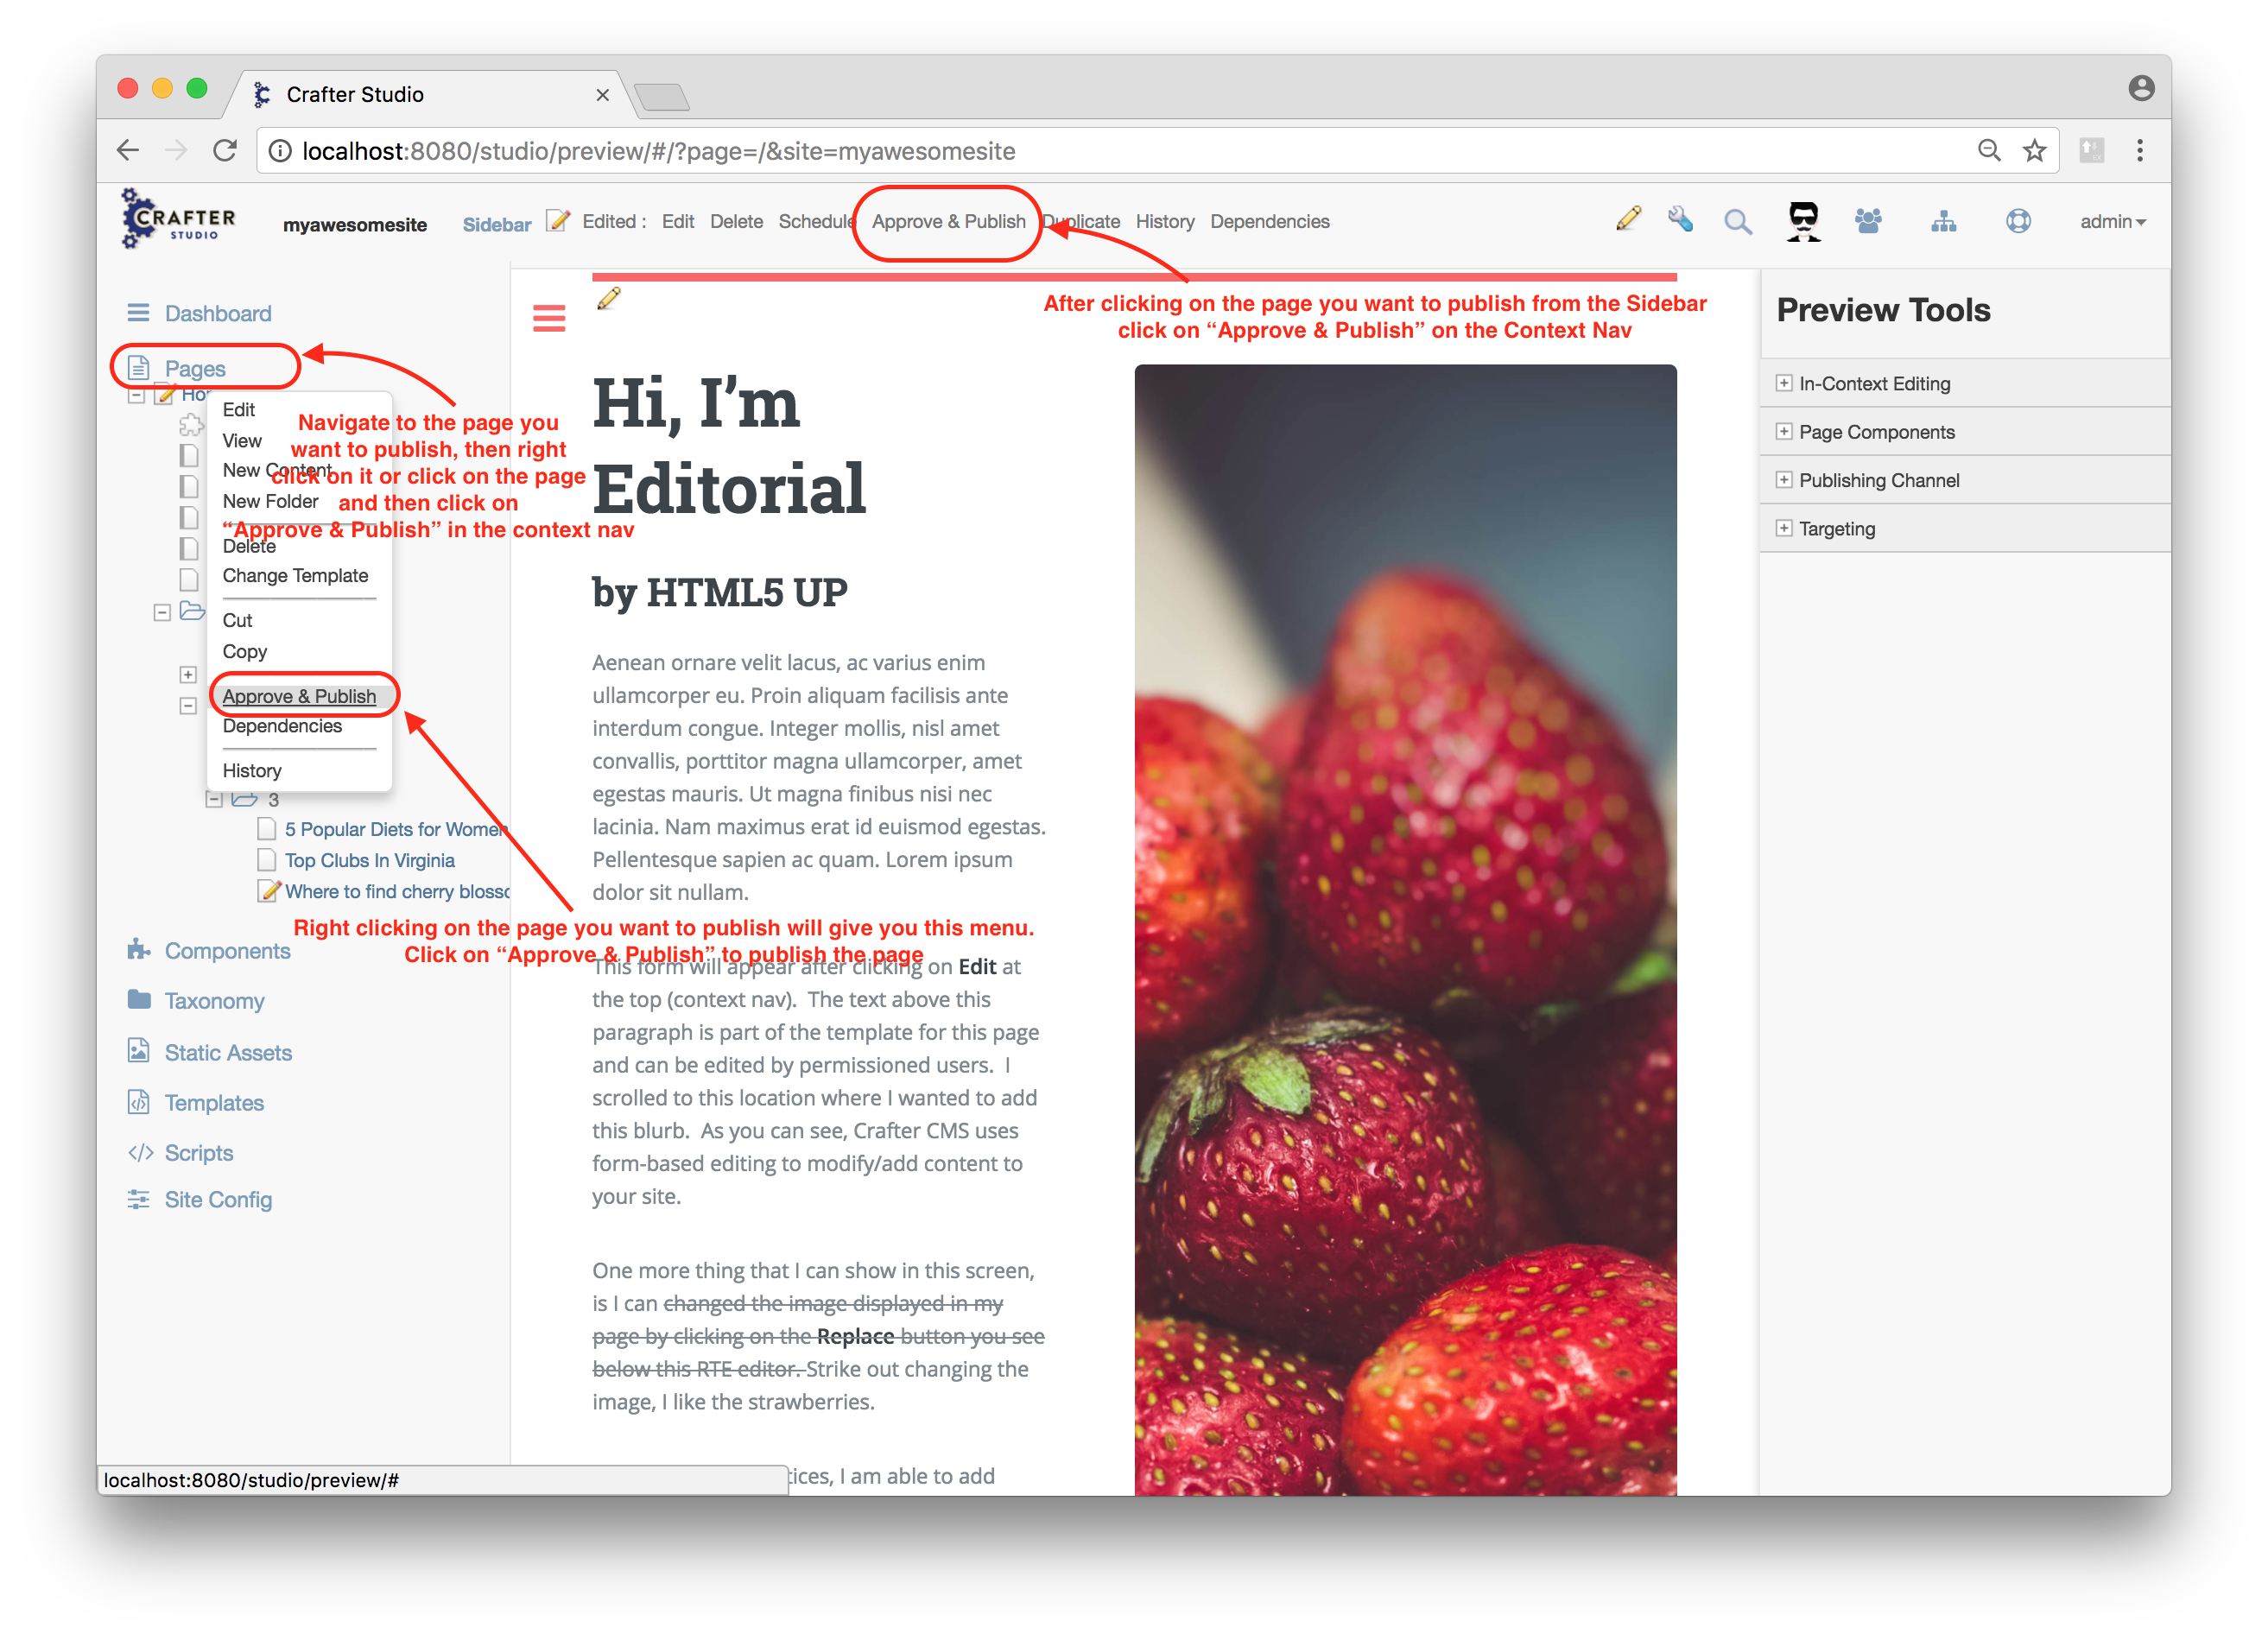 Crafter Studio
localhost:8080/studio/preview/#/?page=/&site=myawesomesite
CRAFTER
STUDIO
myawesomesite
Sidebar
Edited :
Edit
Delete
Schedule
Approve & Publish
Duplicate
History
Dependencies
admin
After clicking on the page you want to publish from the Sidebar
click on “Approve & Publish” on the Context Nav
Dashboard
Pages
Navigate to the page you
want to publish, then right
click on it or click on the page
and then click on
“Approve & Publish” in the context nav
Edit
View
New Content
New Folder
Delete
Change Template
Cut
Copy
Approve & Publish
Dependencies
History
3
5 Popular Diets for Women
Top Clubs In Virginia
Where to find cherry blosso
Right clicking on the page you want to publish will give you this menu.
Click on “Approve & Publish” to publish the page
Components
Taxonomy
Static Assets
Templates
Scripts
Site Config
Hi, I’m
Editorial
by HTML5 UP
Aenean ornare velit lacus, ac varius enim
ullamcorper eu. Proin aliquam facilisis ante
interdum congue. Integer mollis, nisl amet
convallis, porttitor magna ullamcorper, amet
egestas mauris. Ut magna finibus nisi nec
lacinia. Nam maximus erat id euismod egestas.
Pellentesque sapien ac quam. Lorem ipsum
dolor sit nullam.
This form will appear after clicking on Edit at
the top (context nav). The text above this
paragraph is part of the template for this page
and can be edited by permissioned users. I
scrolled to this location where I wanted to add
this blurb. As you can see, Crafter CMS uses
form-based editing to modify/add content to
your site.
One more thing that I can show in this screen,
is I can changed the image displayed in my
page by clicking on the Replace button you see
below this RTE editor. Strike out changing the
image, I like the strawberries.
tices, I am able to add
Preview Tools
In-Context Editing
Page Components
Publishing Channel
Targeting
localhost:8080/studio/preview/#